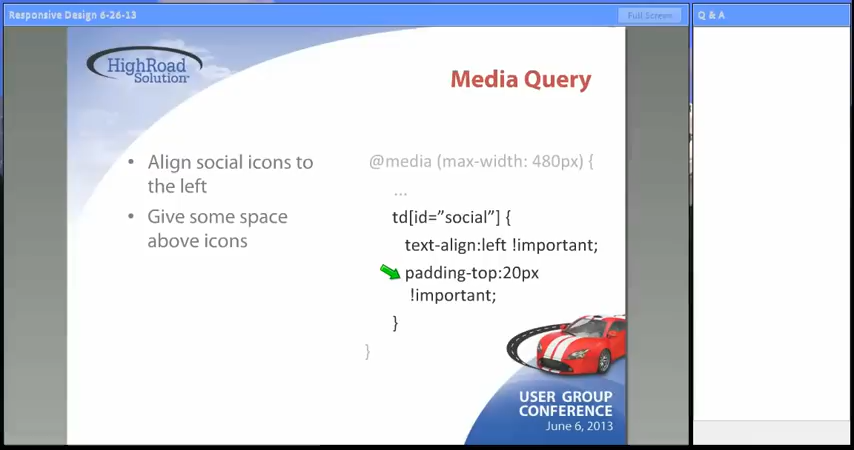 Responsive Design 6-26-13
Full Screen
Q & A
HighRoad
Solution
Media Query
• Align social icons to
the left
• Give some space
above icons
@media (max-width: 480px) {
...
td[id=”social”] {
text-align:left !important;
padding-top:20px
!important;
}
}
USER GROUP
CONFERENCE
June 6, 2013